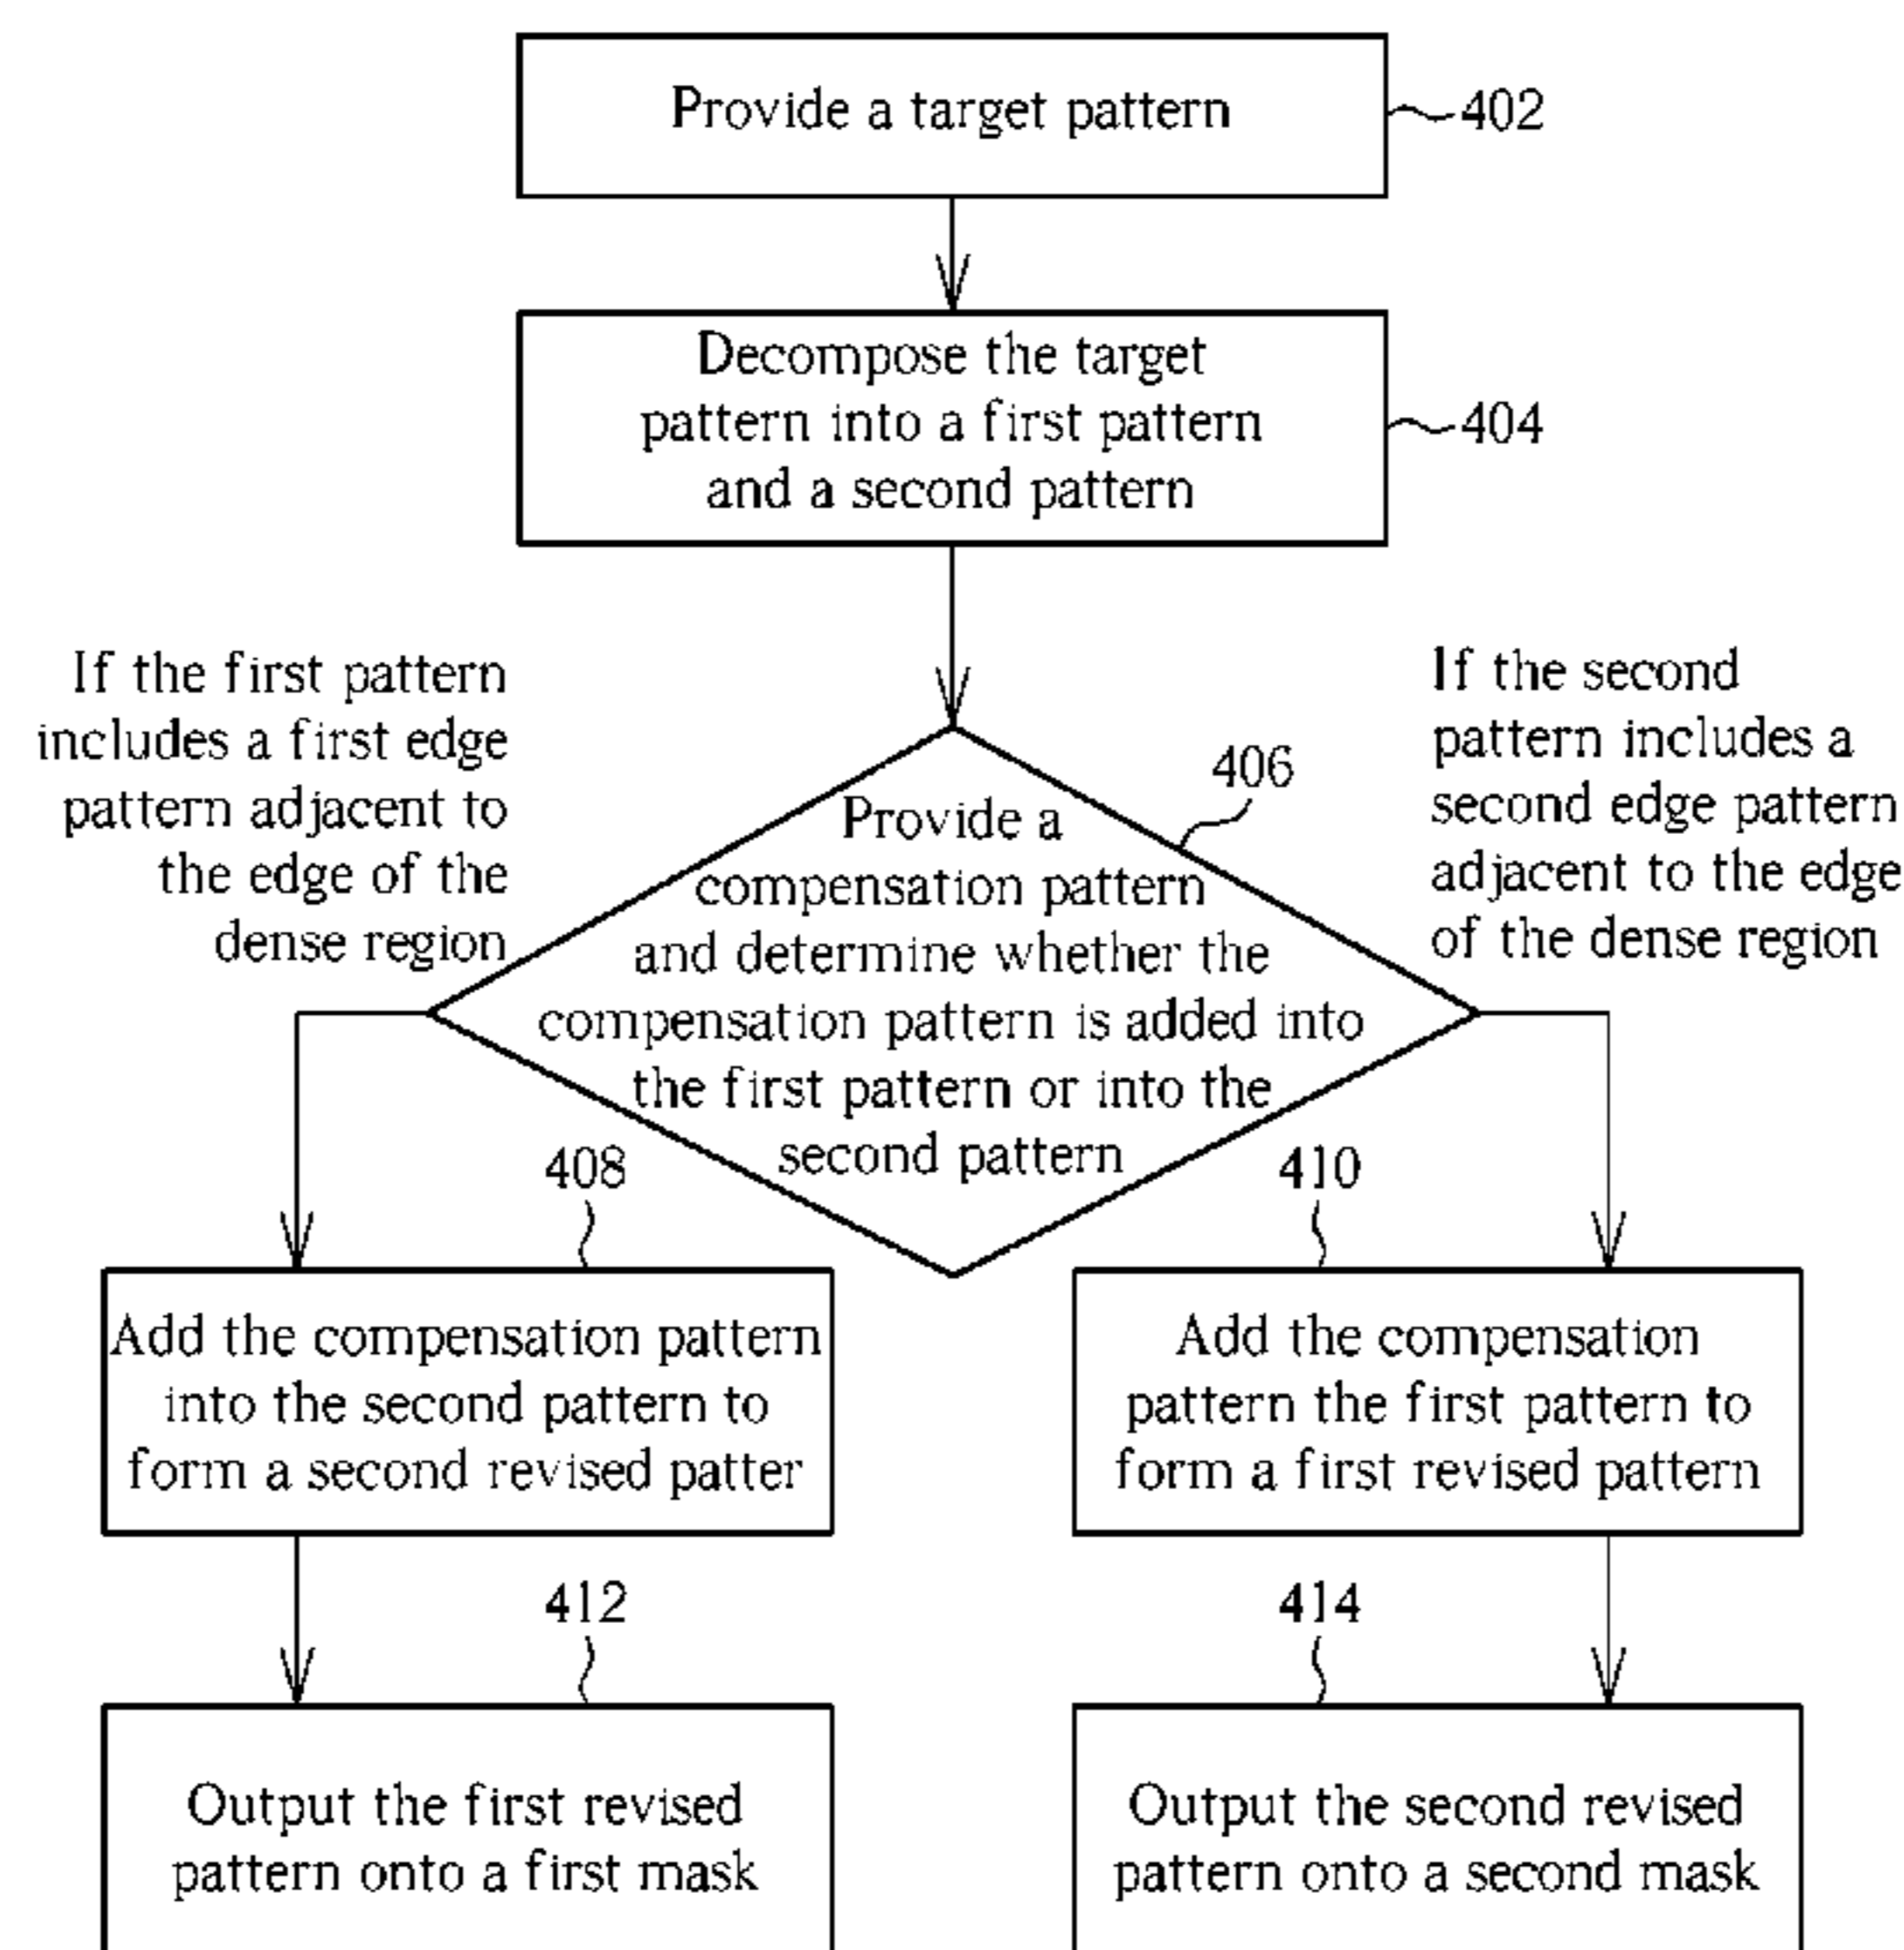 Provide a target pattern
402
Decompose the target
pattern into a first pattern
and a second pattern
404
If the first pattern
includes a first edge
pattern adjacent to
the edge of the
dense region
If the second
pattern includes a
second edge pattern
adjacent to the edge
of the dense region
406
Provide a
compensation pattern
and determine whether the
compensation pattern is added into
the first pattern or into the
second pattern
408
410
Add the compensation pattern
into the second pattern to
form a second revised patter
Add the compensation
pattern the first pattern to
form a first revised pattern
412
414
Output the first revised
pattern onto a first mask
Output the second revised
pattern onto a second mask